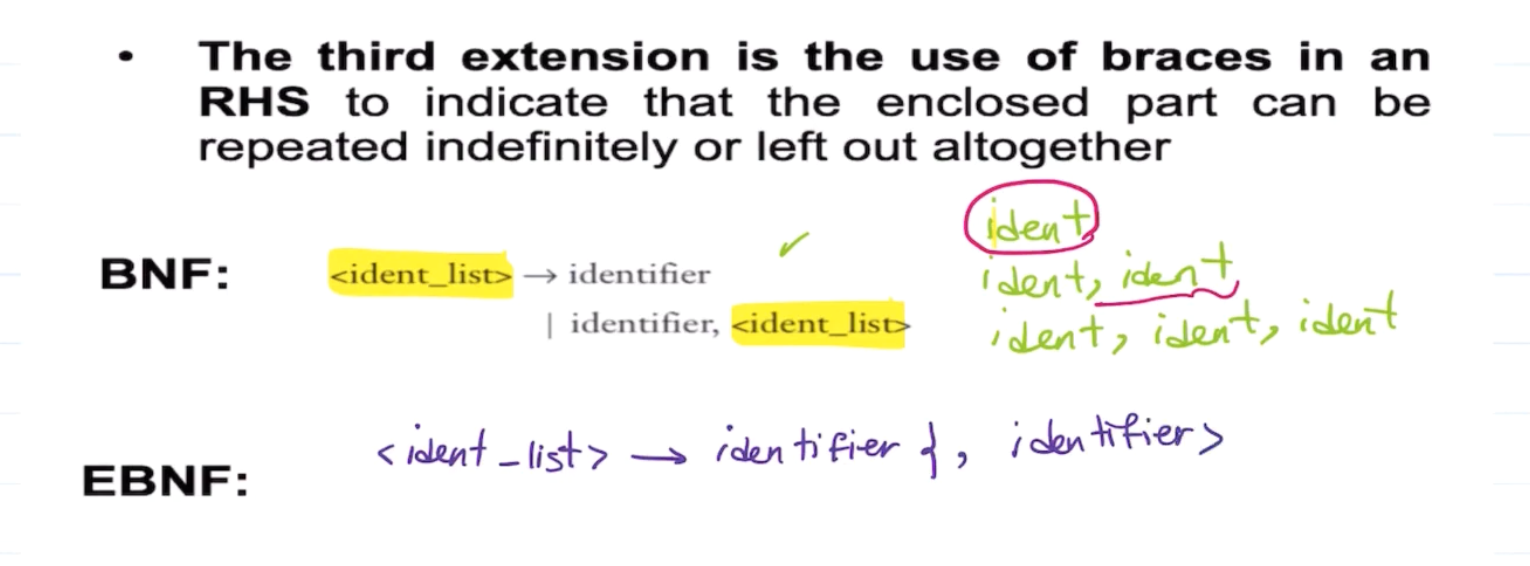 • The third extension is the use of braces in an
RHS to indicate that the enclosed part can be
repeated indefinitely or left out altogether
ident
BNF: <ident_list> → identifier ✓ ident, ident
| identifier, <ident_list> ident, ident, ident
EBNF: <ident_list> → identifier {, identifier>